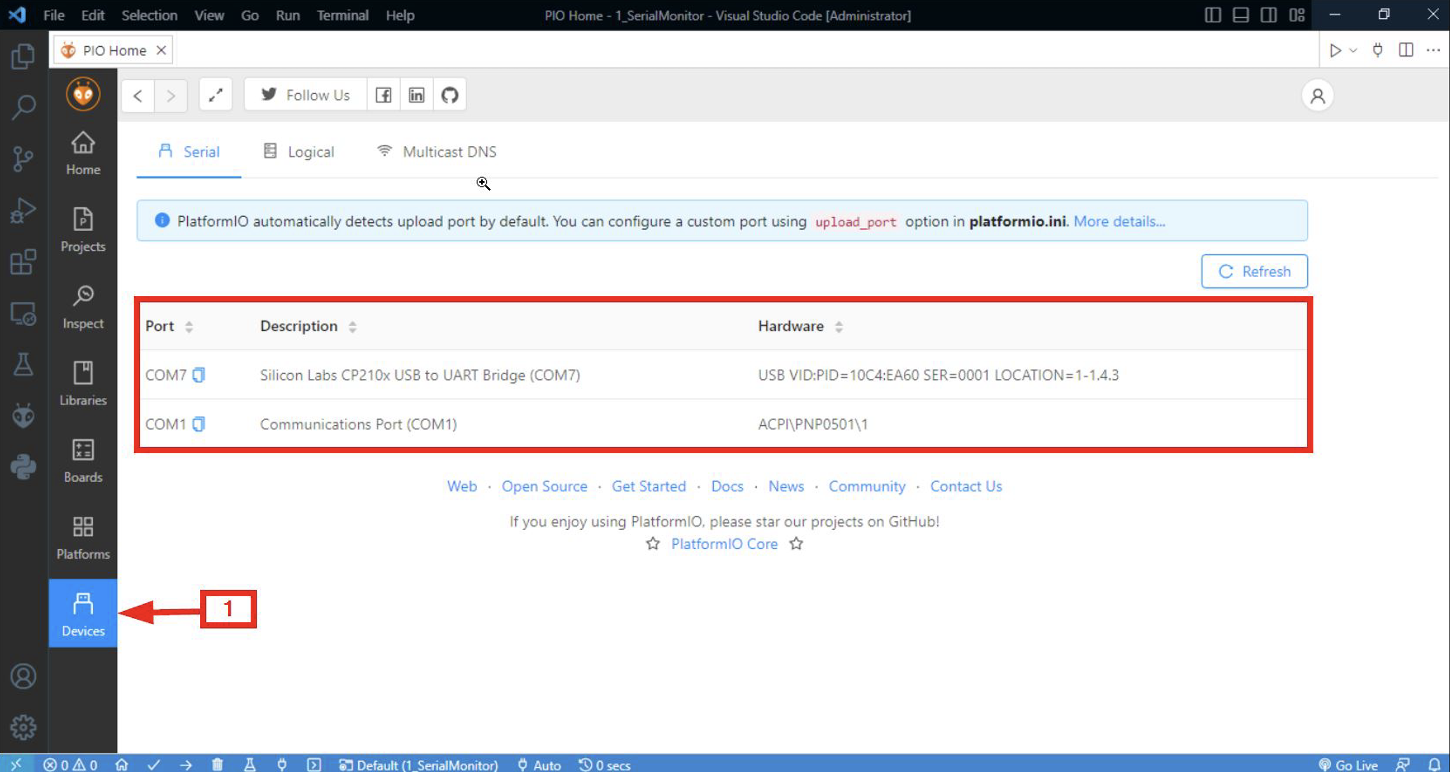 File Edit Selection View Go Run Terminal Help PIO Home - 1_SerialMonitor - Visual Studio Code [Administrator]
PIO Home
Follow Us
Home
Projects
Inspect
Libraries
Boards
Platforms
Devices
Serial Logical Multicast DNS
PlatformIO automatically detects upload port by default. You can configure a custom port using upload_port option in platformio.ini. More details...
Refresh
Port Description Hardware
COM7 Silicon Labs CP210x USB to UART Bridge (COM7) USB VID:PID=10C4:EA60 SER=0001 LOCATION=1-1.4.3
COM1 Communications Port (COM1) ACPI\PNP0501\1
Web · Open Source · Get Started · Docs · News · Community · Contact Us
If you enjoy using PlatformIO, please star our projects on GitHub!
PlatformIO Core
1
0 0 Default (1_SerialMonitor) Auto 0 secs Go Live